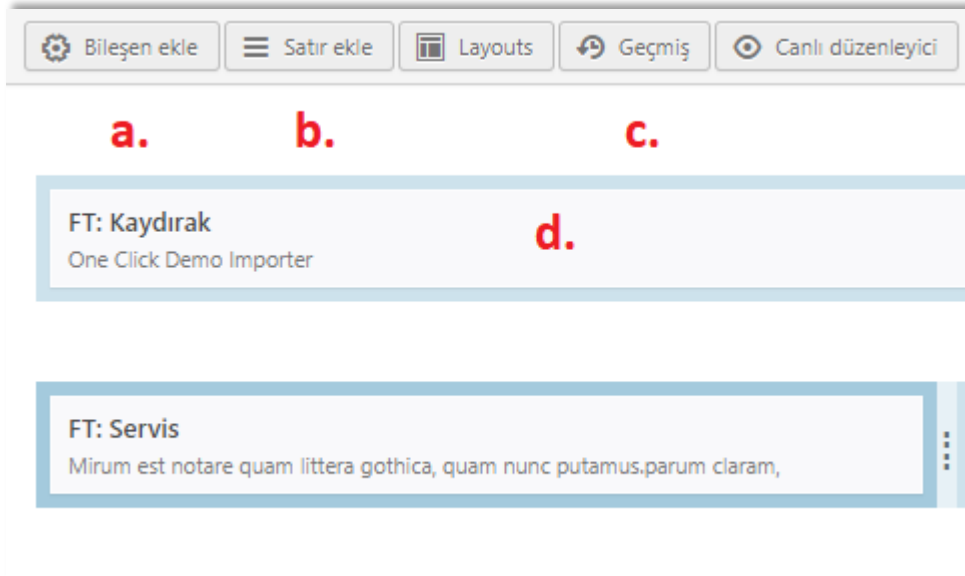 Bileşen ekle Satır ekle Layouts Geçmiş Canlı düzenleyici
a. b. c.
FT: Kaydırak
d.
One Click Demo Importer
FT: Servis
Mirum est notare quam littera gothica, quam nunc putamus.parum claram,